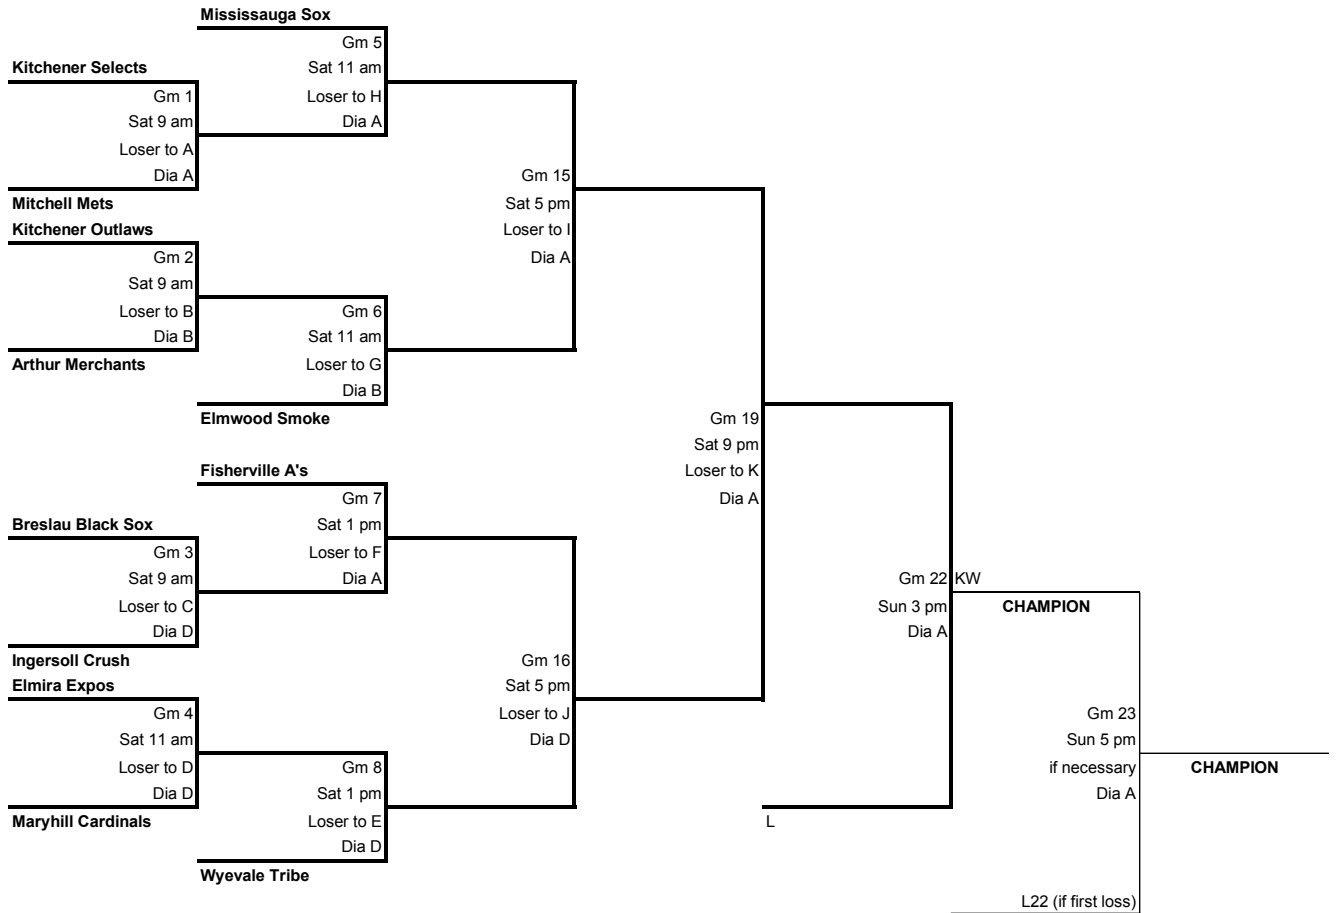 Mississauga Sox
Gm 5
Kitchener Selects
Sat 11 am
Gm 1
Loser to H
Sat 9 am
Dia A
Loser to A
Dia A
Gm 15
Mitchell Mets
Sat 5 pm
Kitchener Outlaws
Loser to I
Gm 2
Dia A
Sat 9 am
Loser to B
Gm 6
Dia B
Sat 11 am
Arthur Merchants
Loser to G
Dia B
Elmwood Smoke
Gm 19
Sat 9 pm
Fisherville A's
Loser to K
Gm 7
Dia A
Breslau Black Sox
Sat 1 pm
Gm 3
Loser to F
Sat 9 am
Dia A
Gm 22 KW
Loser to C
Sun 3 pm
CHAMPION
Dia D
Dia A
Ingersoll Crush
Gm 16
Elmira Expos
Sat 5 pm
Gm 4
Loser to J
Gm 23
Sat 11 am
Dia D
Sun 5 pm
Loser to D
Gm 8
if necessary
CHAMPION
Dia D
Sat 1 pm
Dia A
Maryhill Cardinals
Loser to E
L
Dia D
Wyevale Tribe
L22 (if first loss)